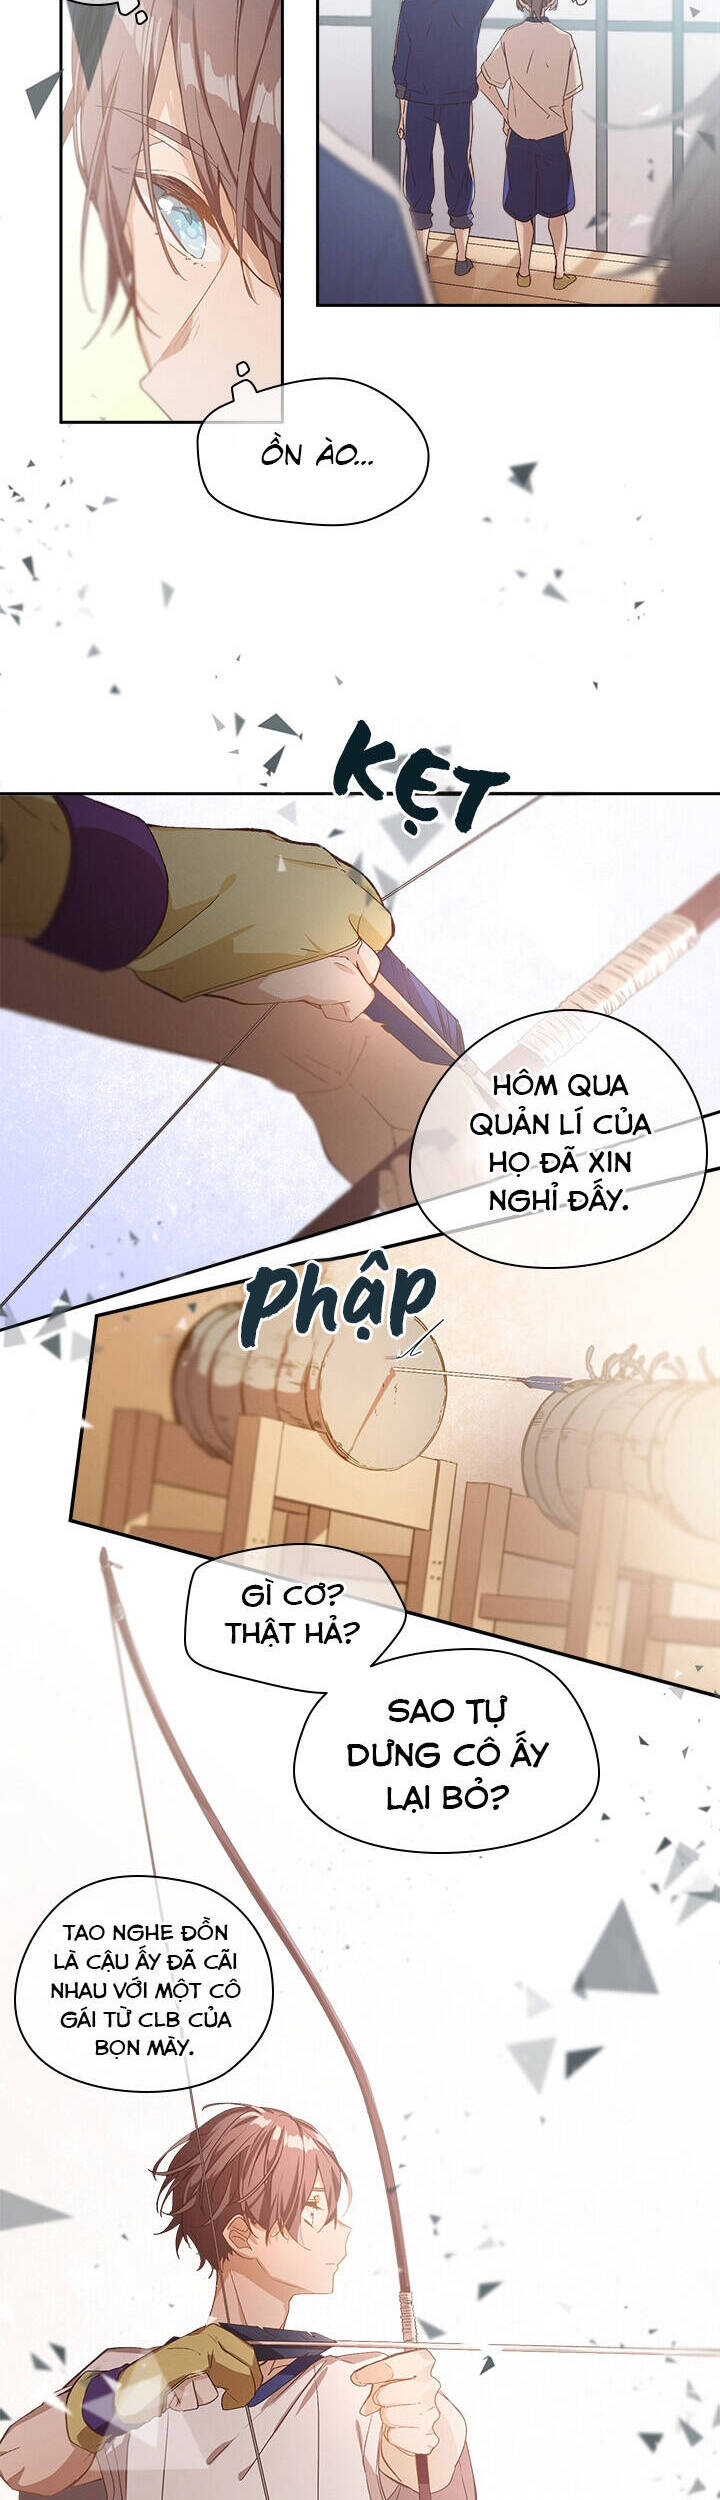 ỒN ÀO...
KẸT
HÔM QUA
QUẢN LÍ CỦA
HỌ ĐÃ XIN
NGHỈ ĐẤY.
PHẬP
GÌ CƠ?
THẬT HẢ?
SAO TỰ
DƯNG CÔ ẤY
LẠI BỎ?
TAO NGHE ĐỒN
LÀ CẬU ẤY ĐÃ CÃI
NHAU VỚI MỘT CÔ
GÁI TỪ CLB CỦA
BỌN MÀY.